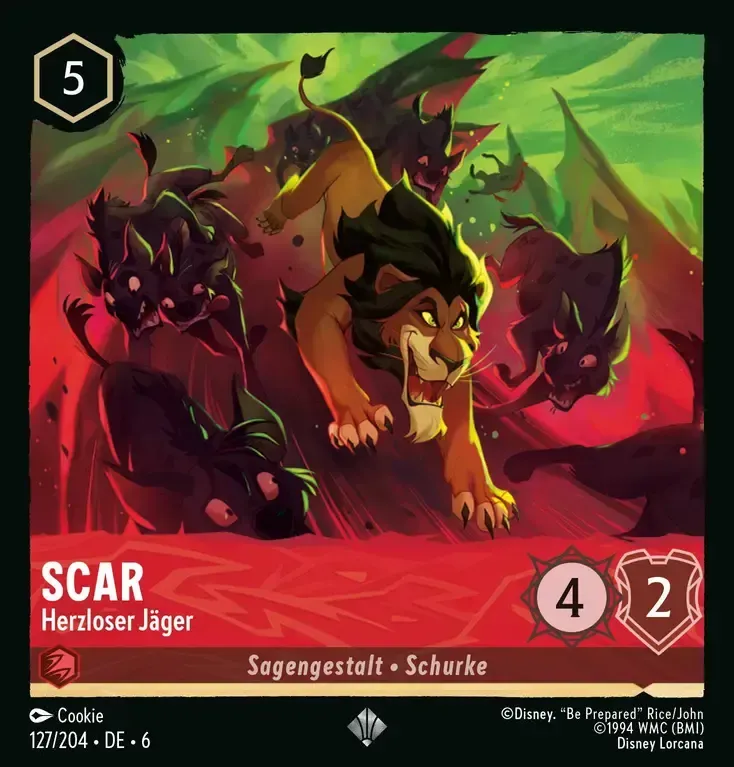 5
SCAR
Herzloser Jäger
4
2
Sagengestalt • Schurke
Cookie
127/204 • DE • 6
©Disney. “Be Prepared” Rice/John
©1994 WMC (BMI)
Disney Lorcana